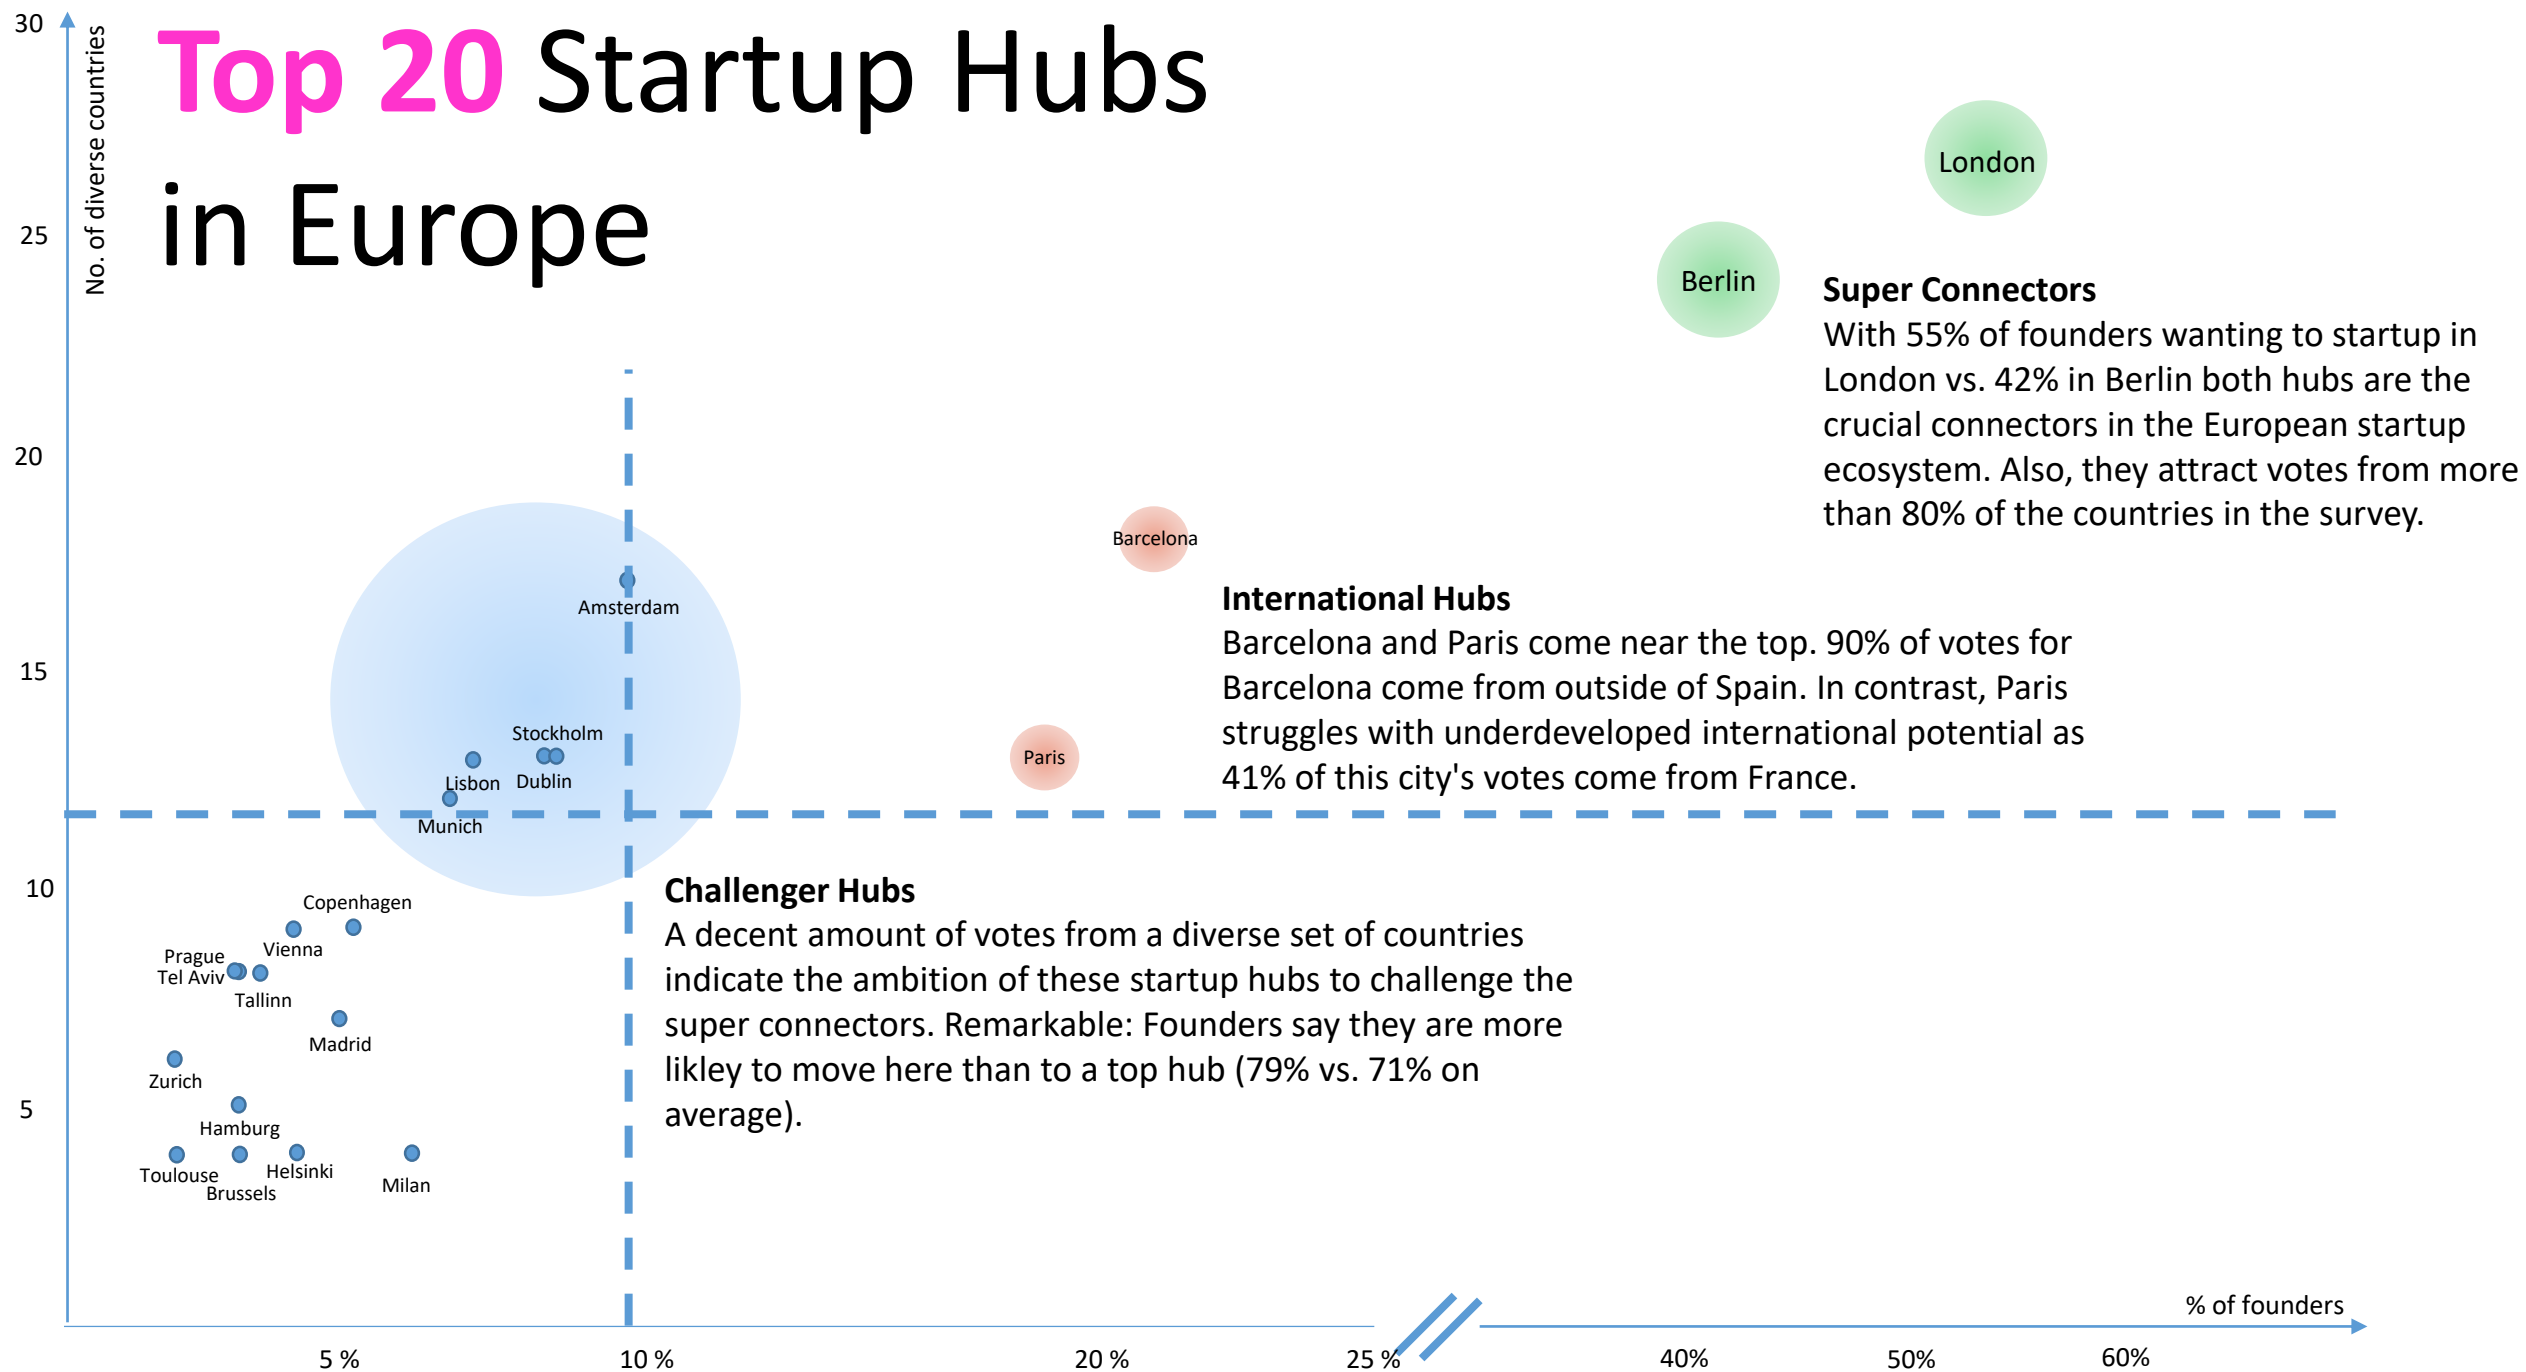 Top 20 Startup Hubs
in Europe
30
25
20
15
10
5
No. of diverse countries
London
Berlin
Super Connectors
With 55% of founders wanting to startup in
London vs. 42% in Berlin both hubs are the
crucial connectors in the European startup
ecosystem. Also, they attract votes from more
than 80% of the countries in the survey.
Barcelona
Amsterdam
International Hubs
Barcelona and Paris come near the top. 90% of votes for
Barcelona come from outside of Spain. In contrast, Paris
struggles with underdeveloped international potential as
41% of this city's votes come from France.
Stockholm
Paris
Lisbon
Dublin
Munich
Challenger Hubs
A decent amount of votes from a diverse set of countries
indicate the ambition of these startup hubs to challenge the
super connectors. Remarkable: Founders say they are more
likley to move here than to a top hub (79% vs. 71% on
average).
Copenhagen
Vienna
Prague
Tel Aviv
Tallinn
Madrid
Zurich
Hamburg
Toulouse
Brussels
Helsinki
Milan
% of founders
5 %
10 %
20 %
25 %
40%
50%
60%